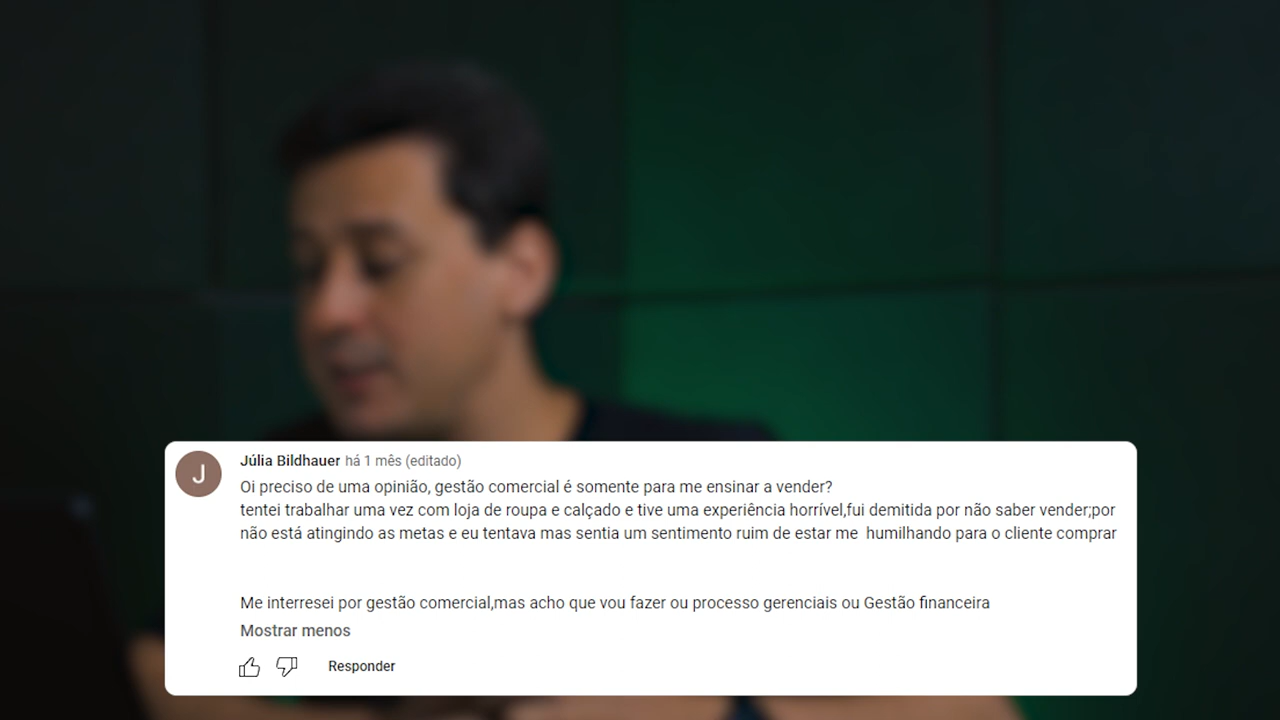 J
Júlia Bildhauer há 1 mês (editado)
Oi preciso de uma opinião, gestão comercial é somente para me ensinar a vender?
tentei trabalhar uma vez com loja de roupa e calçado e tive uma experiência horrível,fui demitida por não saber vender;por
não está atingindo as metas e eu tentava mas sentia um sentimento ruim de estar me humilhando para o cliente comprar
Me interresei por gestão comercial,mas acho que vou fazer ou processo gerenciais ou Gestão financeira
Mostrar menos
Responder